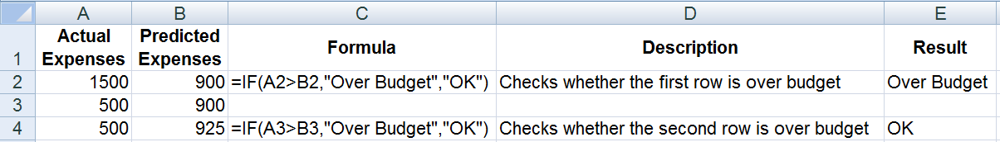 A B C D E
1 Actual Expenses Predicted Expenses Formula Description Result
2 1500 900 =IF(A2>B2,"Over Budget","OK") Checks whether the first row is over budget Over Budget
3 500 900
4 500 925 =IF(A3>B3,"Over Budget","OK") Checks whether the second row is over budget OK